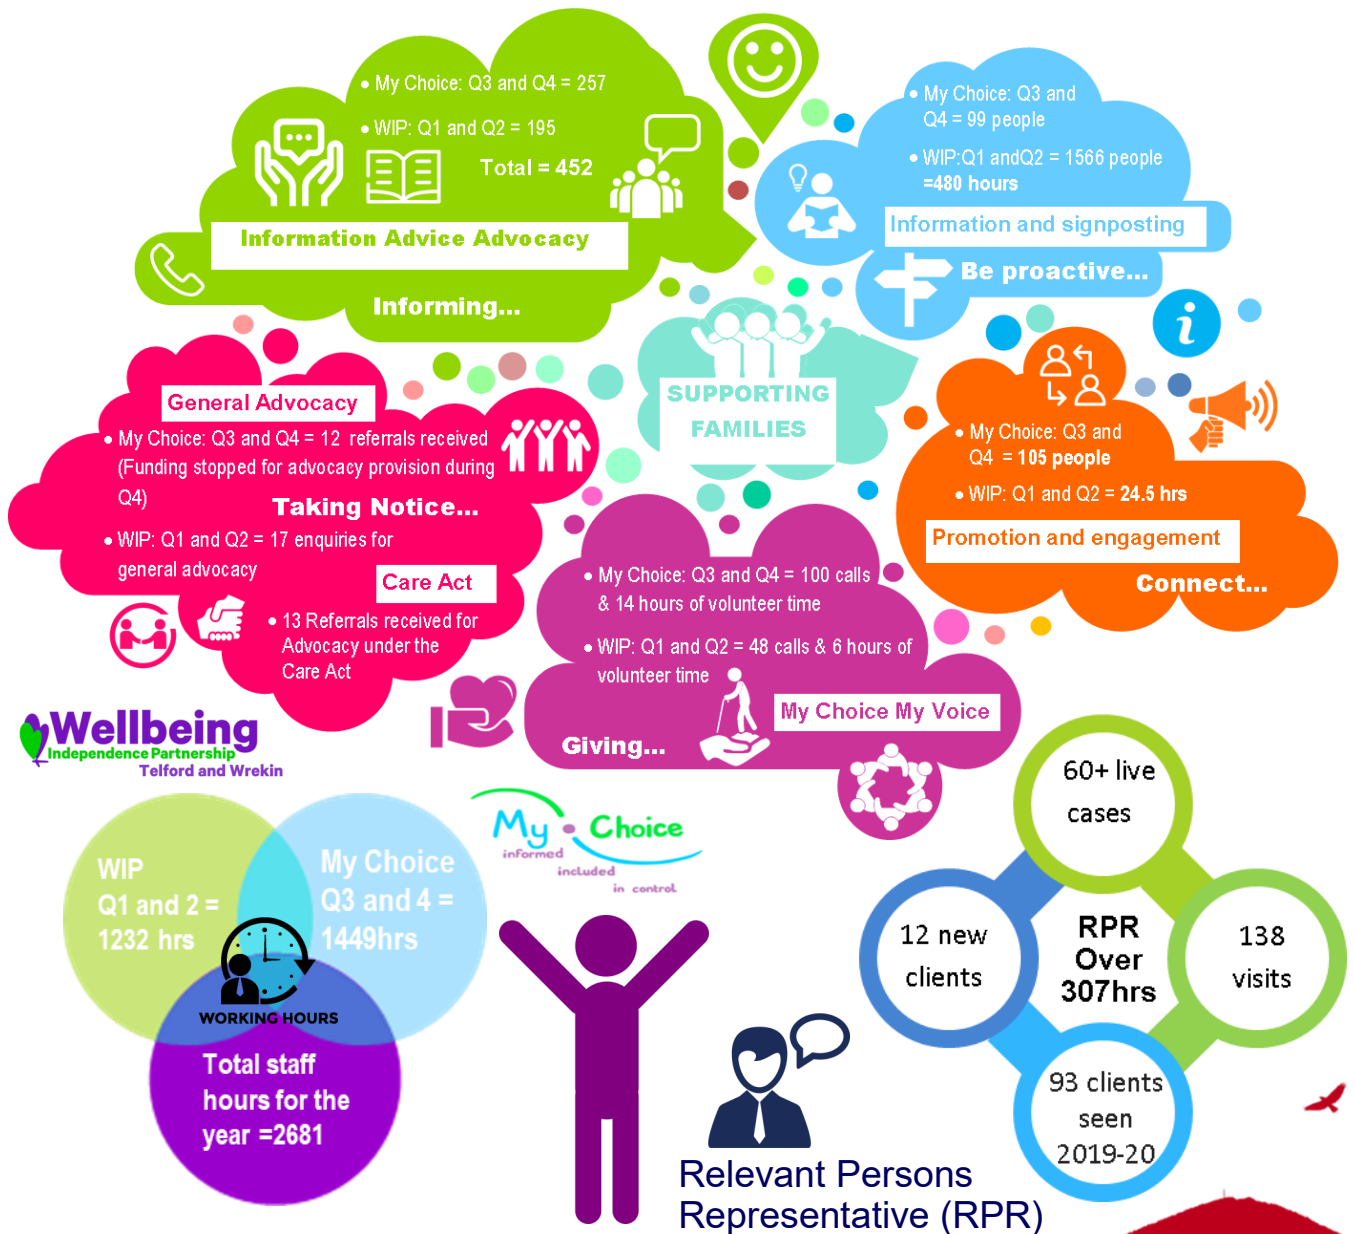 • My Choice: Q3 and Q4 = 257
• WIP: Q1 and Q2 = 195
Total = 452
Information Advice Advocacy
Informing...
• My Choice: Q3 and
Q4 = 99 people
• WIP:Q1 andQ2 = 1566 people
=480 hours
Information and signposting
Be proactive...
i
General Advocacy
• My Choice: Q3 and Q4 = 12 referrals received
(Funding stopped for advocacy provision during
Q4)
Taking Notice...
• WIP: Q1 and Q2 = 17 enquiries for
general advocacy
Care Act
• 13 Referrals received for
Advocacy under the
Care Act
SUPPORTING
FAMILIES
• My Choice: Q3 and
Q4 = 105 people
• WIP: Q1 and Q2 = 24.5 hrs
Promotion and engagement
Connect...
• My Choice: Q3 and Q4 = 100 calls
& 14 hours of volunteer time
• WIP: Q1 and Q2 = 48 calls & 6 hours of
volunteer time
My Choice My Voice
Giving...
Wellbeing
Independence Partnership
Telford and Wrekin
WIP
Q1 and 2 =
1232 hrs
My Choice
Q3 and 4 =
1449hrs
WORKING HOURS
Total staff
hours for the
year =2681
My Choice
informed
included
in control
60+ live
cases
12 new
clients
RPR
Over
307hrs
138
visits
93 clients
seen
2019-20
Relevant Persons
Representative (RPR)